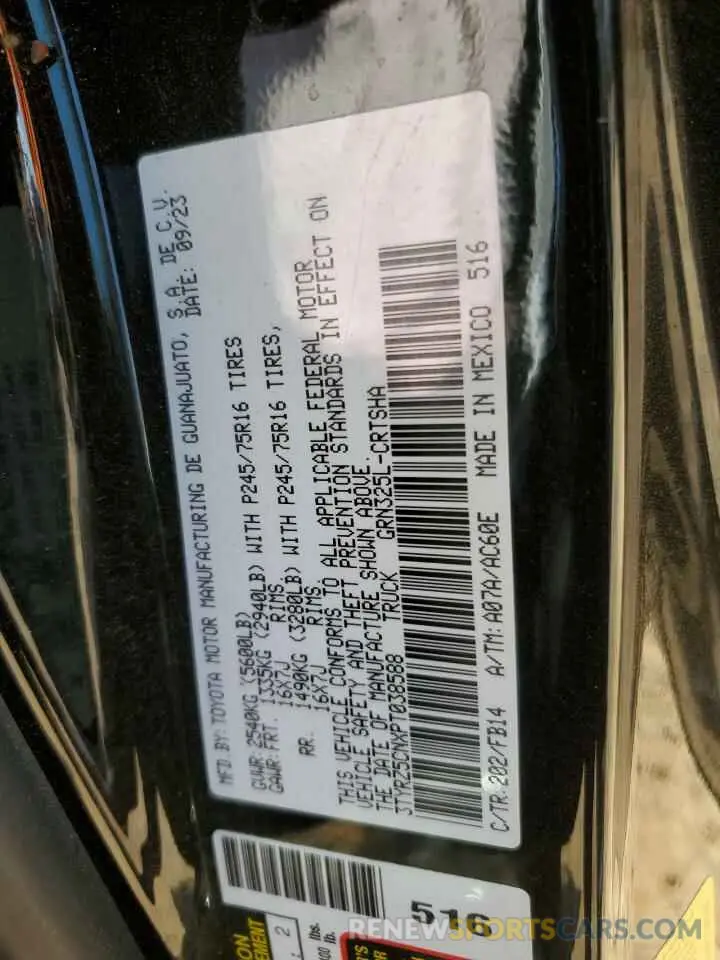 MFD.BY: TOYOTA MOTOR MANUFACTURING DE GUANAJUATO, S.A. DE C.V.
DATE: 09/23
GVWR: 2540KG (5600LB)
GAWR: FRT. 1335KG (2940LB) WITH P245/75R16 TIRES
16X7J RIMS
RR. 1490KG (3280LB) WITH P245/75R16 TIRES,
16X7J RIMS
THIS VEHICLE CONFORMS TO ALL APPLICABLE FEDERAL MOTOR
VEHICLE SAFETY AND THEFT PREVENTION STANDARDS IN EFFECT ON
THE DATE OF MANUFACTURE SHOWN ABOVE.
3TYRZ5CNXPT038588 TRUCK GRN325L-CRTSHA
C/TR: 202/FB14 A/TM: A07A/AC60E MADE IN MEXICO 516
516
2
lbs.
RENEWSPORTSCARS.COM